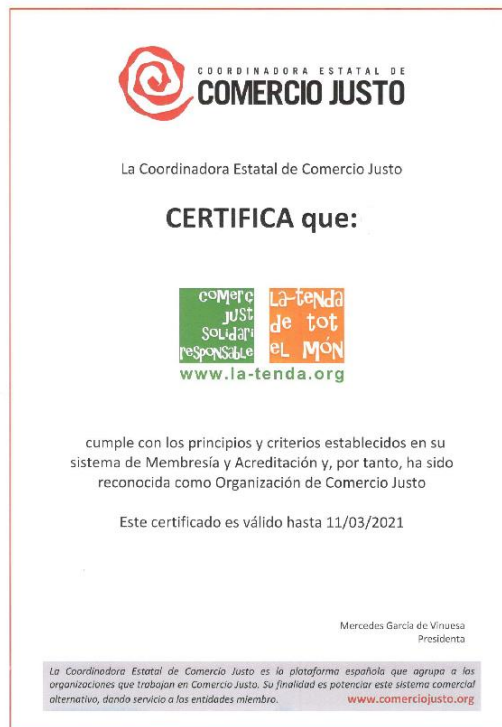 COORDINADORA ESTATAL DE
COMERCIO JUSTO
La Coordinadora Estatal de Comercio Justo
CERTIFICA que:
comerç
just
solidari
responsable
La-tenda
de tot
el món
www.la-tenda.org
cumple con los principios y criterios establecidos en su
sistema de Membresía y Acreditación y, por tanto, ha sido
reconocida como Organización de Comercio Justo
Este certificado es válido hasta 11/03/2021
Mercedes García de Vinuesa
Presidenta
La Coordinadora Estatal de Comercio Justo es la plataforma española que agrupa a las
organizaciones que trabajan en Comercio Justo. Su finalidad es potenciar este sistema comercial
alternativo, dando servicio a las entidades miembro. www.comerciojusto.org